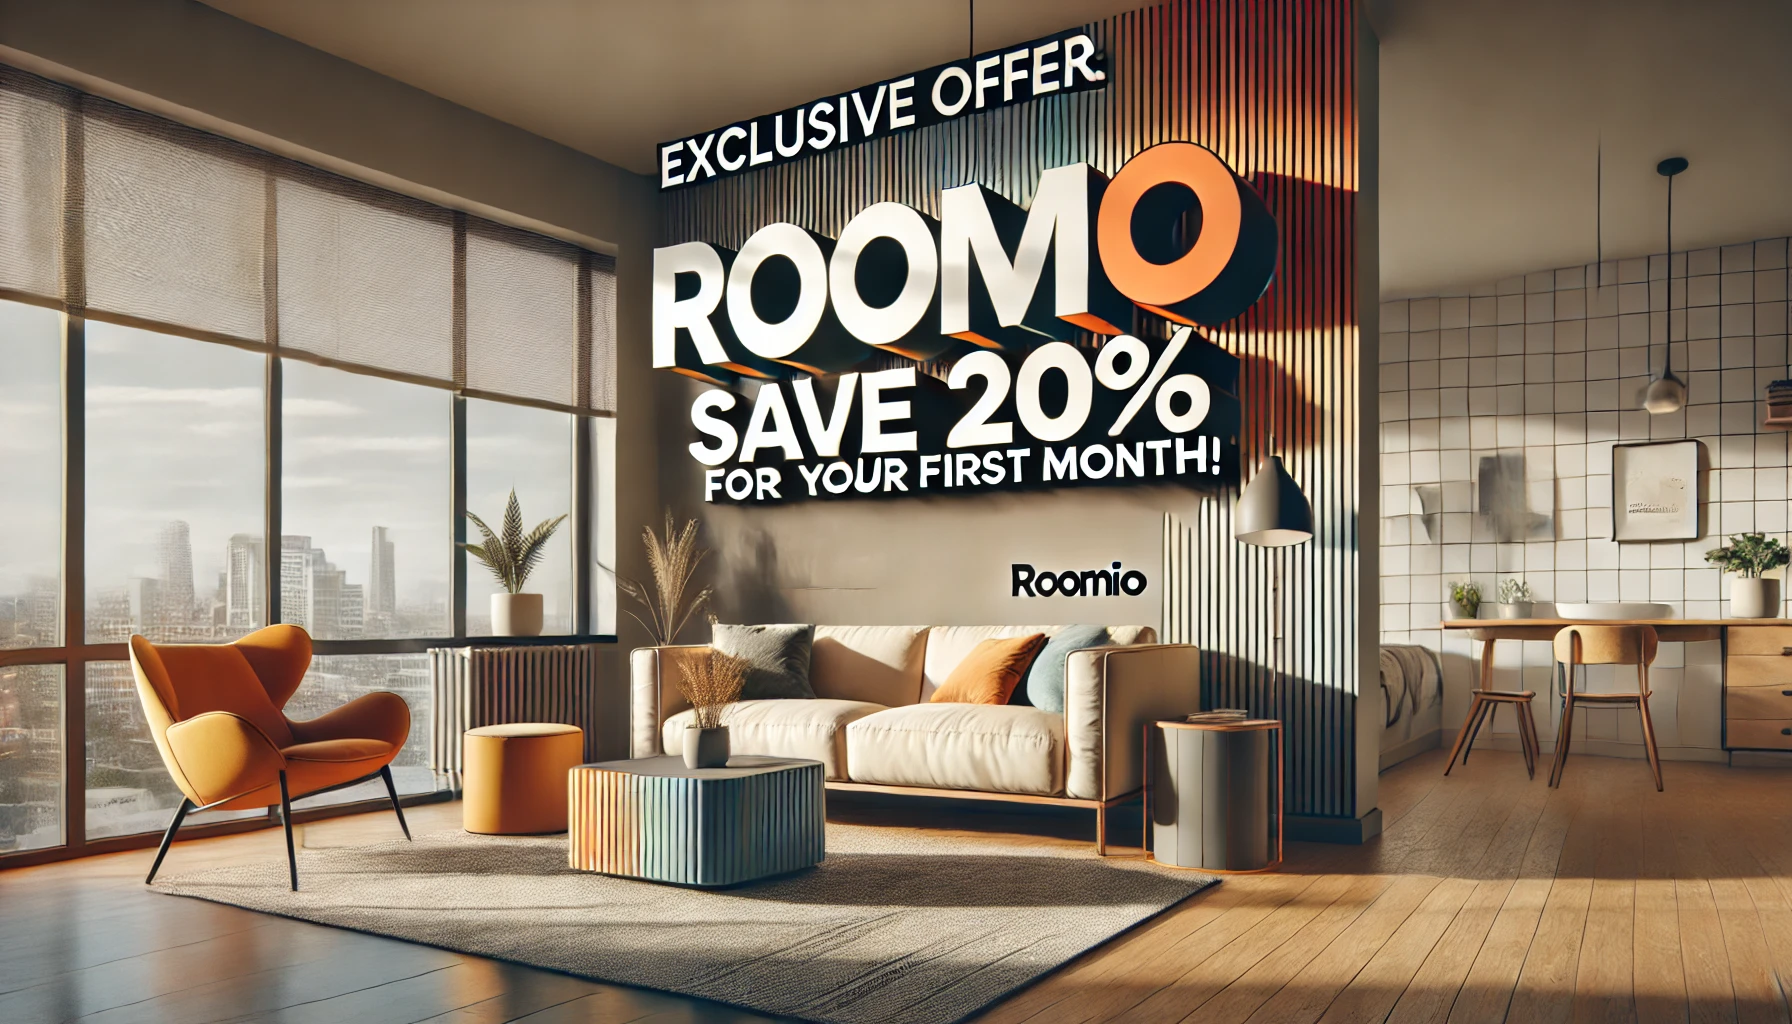 EXCLUSIVE OFFER.
ROOMO
SAVE 20%
FOR YOUR FIRST MONTH!
Roomio